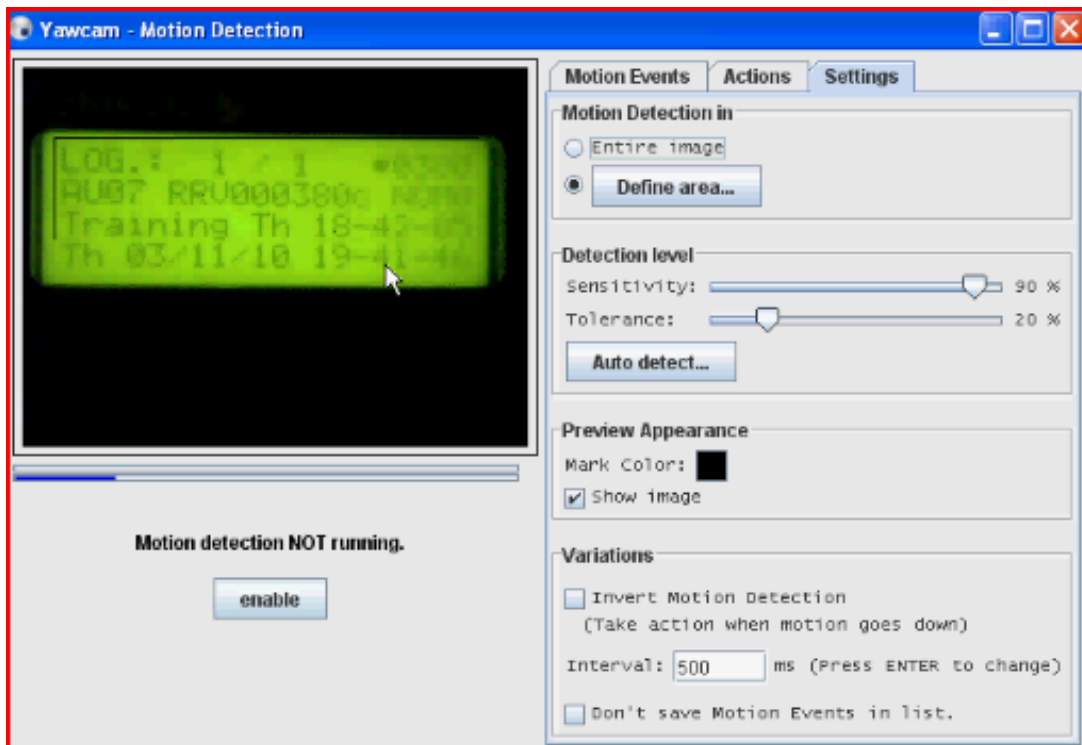 Yawcam - Motion Detection
LOG.: 1 / 1
AU07 RRV000380c
Training Th 18-43-
Th 03/11/10 19-41-
Motion detection NOT running.
enable
Motion Events Actions Settings
Motion Detection in
Entire image
Define area...
Detection level
Sensitivity: 90 %
Tolerance: 20 %
Auto detect...
Preview Appearance
Mark Color:
Show image
Variations
Invert Motion Detection
(Take action when motion goes down)
Interval: 500 ms (Press ENTER to change)
Don't save Motion Events in list.